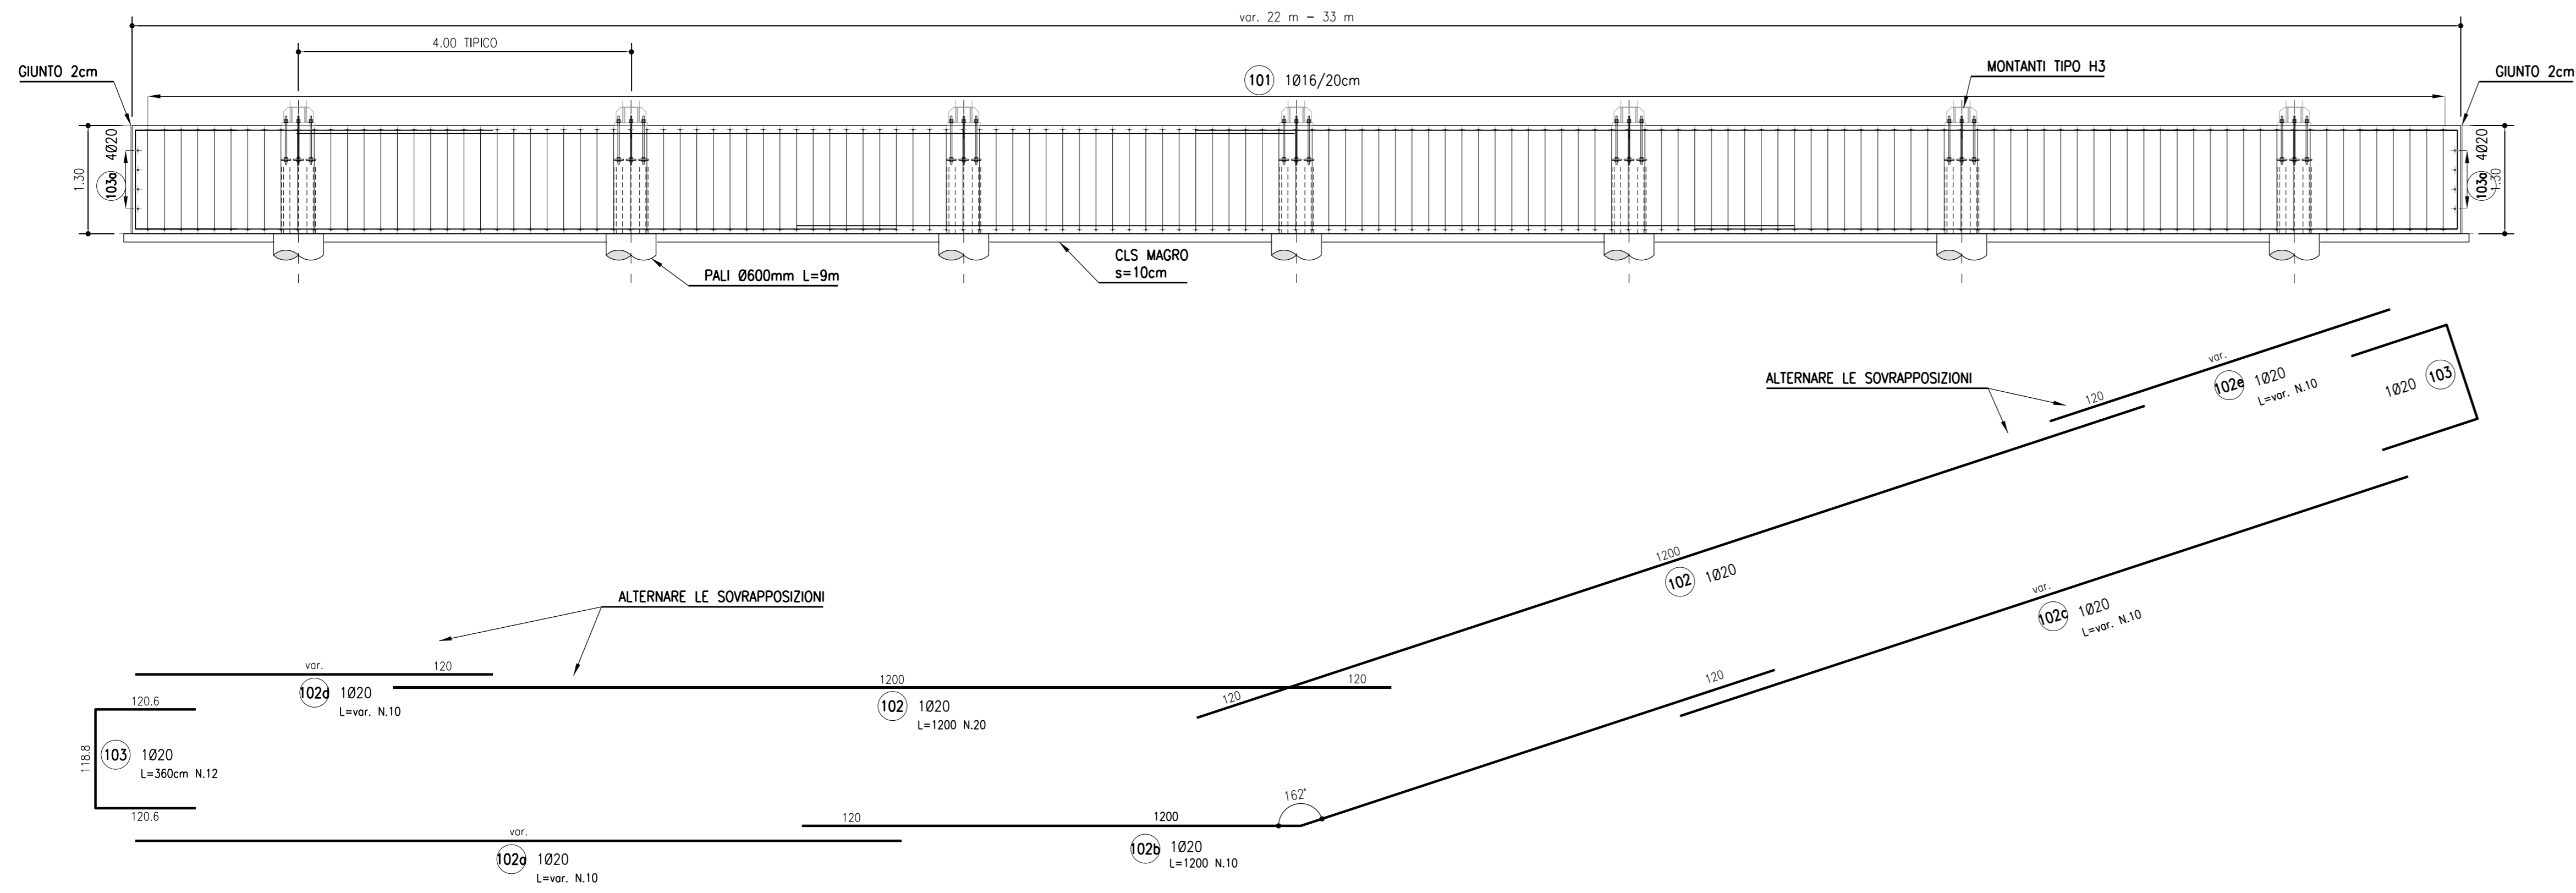 var. 22 m - 33 m
4.00 TIPICO
GIUNTO 2cm
101 1Ø16/20cm
MONTANTI TIPO H3
GIUNTO 2cm
1.30
103a
4Ø20
4Ø20
103a
1.30
PALI Ø600mm L=9m
CLS MAGRO
s=10cm
ALTERNARE LE SOVRAPPOSIZIONI
var.
120
102e 1Ø20
L=var. N.10
1Ø20 103
1200
102 1Ø20
var.
102c 1Ø20
L=var. N.10
ALTERNARE LE SOVRAPPOSIZIONI
var.
120
102d 1Ø20
L=var. N.10
1200
120
102 1Ø20
L=1200 N.20
120
120
120.6
118.8
103 1Ø20
L=360cm N.12
120.6
162°
120
1200
102b 1Ø20
L=1200 N.10
var.
102a 1Ø20
L=var. N.10